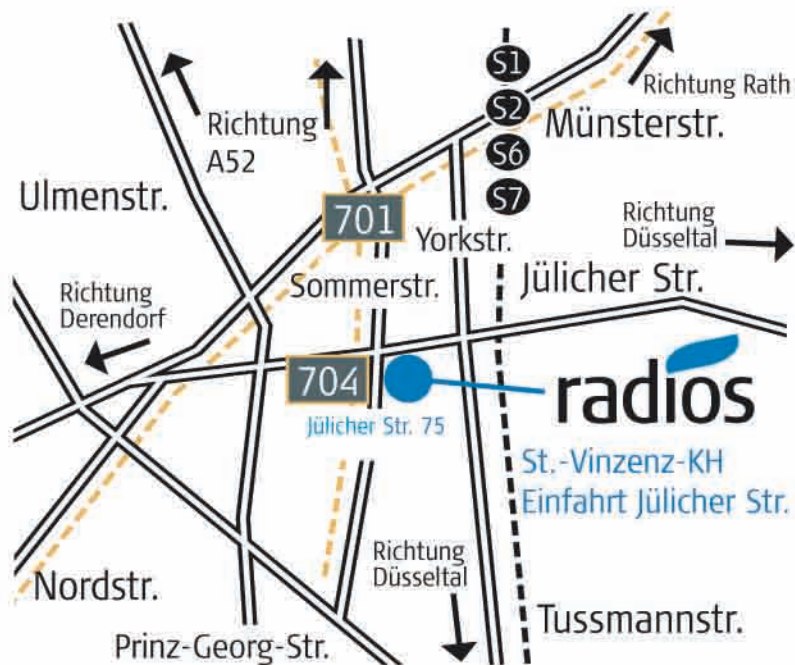 S1
S2
S6
S7
Richtung Rath
Münsterstr.
Richtung
A52
Ulmenstr.
701
Yorkstr.
Richtung
Düsseltal
Jülicher Str.
Sommerstr.
Richtung
Derendorf
704
radios
Jülicher Str. 75
St.-Vinzenz-KH
Einfahrt Jülicher Str.
Richtung
Düsseltal
Nordstr.
Tussmannstr.
Prinz-Georg-Str.